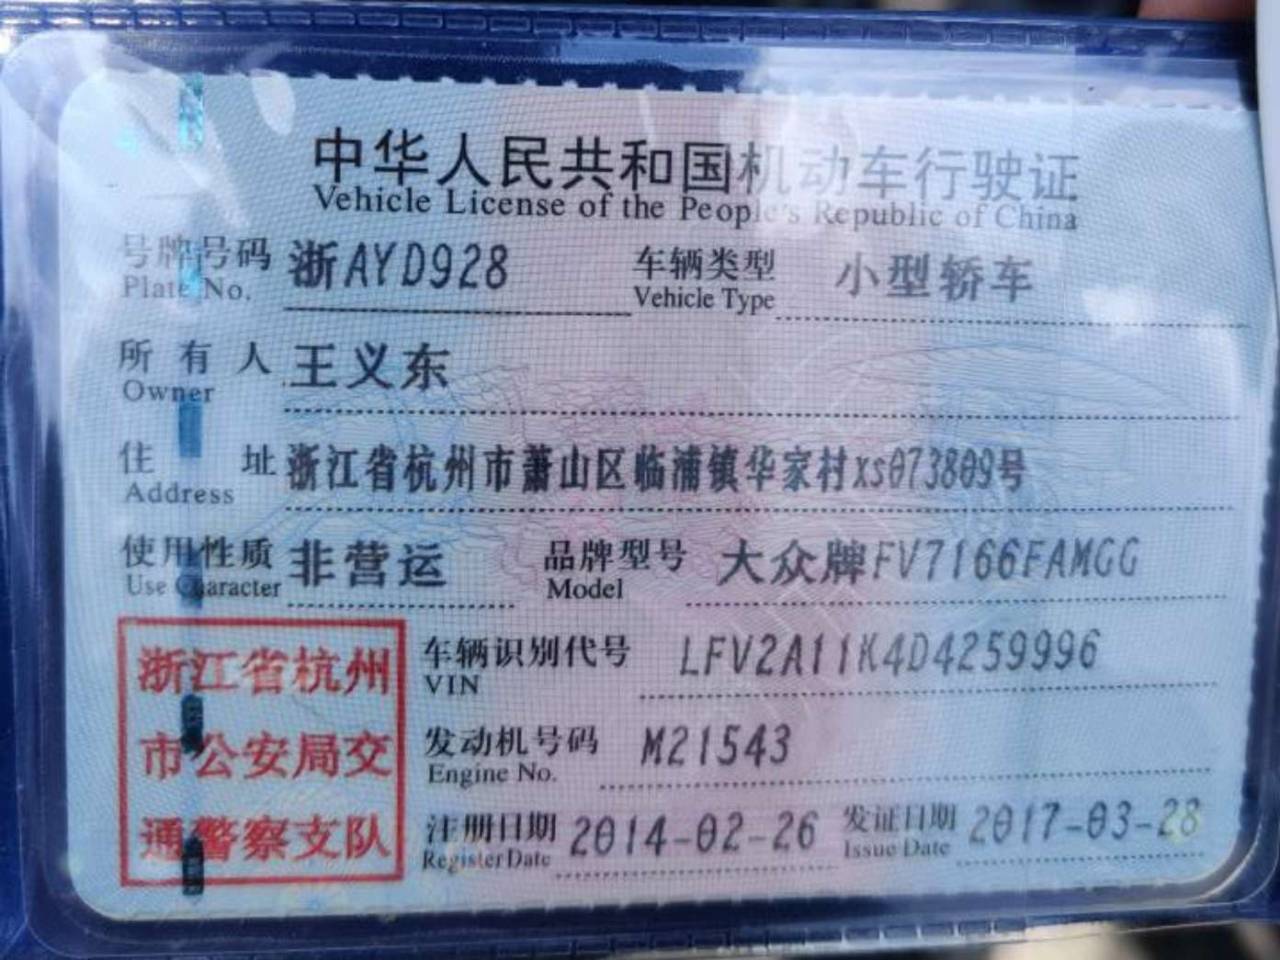 中华人民共和国机动车行驶证
Vehicle License of the People's Republic of China
号牌号码 浙AYD928 车辆类型 小型轿车
Plate No. Vehicle Type
所有人 王义东
Owner
住址 浙江省杭州市萧山区临浦镇华家村xs073809号
Address
使用性质 非营运 品牌型号 大众牌FV7166FAMGG
Use Character Model
浙江省杭州
市公安局交
通警察支队
车辆识别代号 LFV2A11K4D4259996
VIN
发动机号码 M21543
Engine No.
注册日期 2014-02-26 发证日期 2017-03-28
Register Date Issue Date